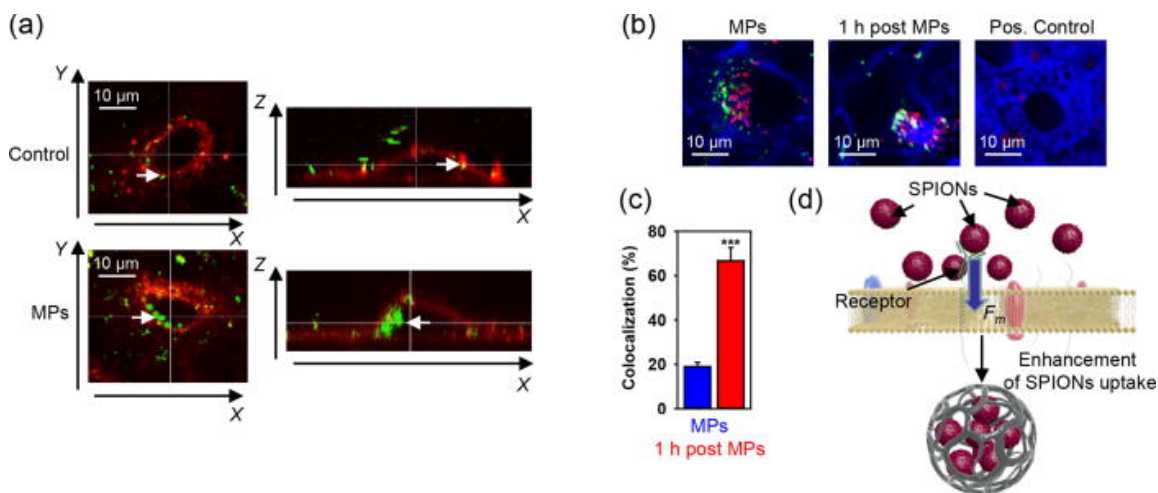 (a)
Y
10 µm
Control
X
Z
X
Y
10 µm
MPs
X
Z
X
(b)
MPs
1 h post MPs
Pos. Control
10 µm
10 µm
10 µm
(c)
80
60
40
20
0
Colocalization (%)
***
MPs
1 h post MPs
(d)
SPIONs
Receptor
Fm
Enhancement
of SPIONs uptake